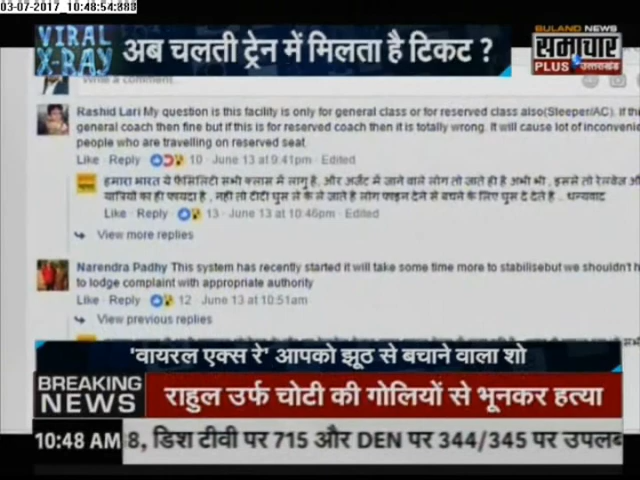 03-07-2017_10:48:54:883
VIRAL
X-RAY
अब चलती ट्रेन में मिलता है टिकट ?
BULAND NEWS
समाचार
PLUS उत्तराखंड
Write a comment...
Rashid Lari My question is this facility is only for general class or for reserved class also(Sleeper/AC). If
general coach then fine but if this is for reserved coach then it is totally wrong. It will cause lot of
people who are travelling on reserved seat.
Like · Reply · 10 · June 13 at 9:41pm · Edited
हमारा भारत ये फैसिलिटी सभी क्लास में लागु है, और अर्जेंट में जाने वाले लोग तो जाते ही है अभी भी , इससे तो रेलवेज
यात्रियों का ही फायदा है , नही तो टीटी घुस ले के ले जाते है लोग फाइन देने से बचने के लिए घुस दे देते है .. धन्यवाद
Like · Reply · 13 · June 13 at 10:46pm · Edited
View more replies
Narendra Padhy This system has recently started it will take some time more to stabilisebut we
to lodge complaint with appropriate authority
Like · Reply · 12 · June 13 at 10:51am
View previous replies
'वायरल एक्स रे' आपको झूठ से बचाने वाला शो
BREAKING
NEWS
राहुल उर्फ चोटी की गोलियों से भूनकर हत्या
10:48 AM
8, डिश टीवी पर 715 और DEN पर 344/345 पर